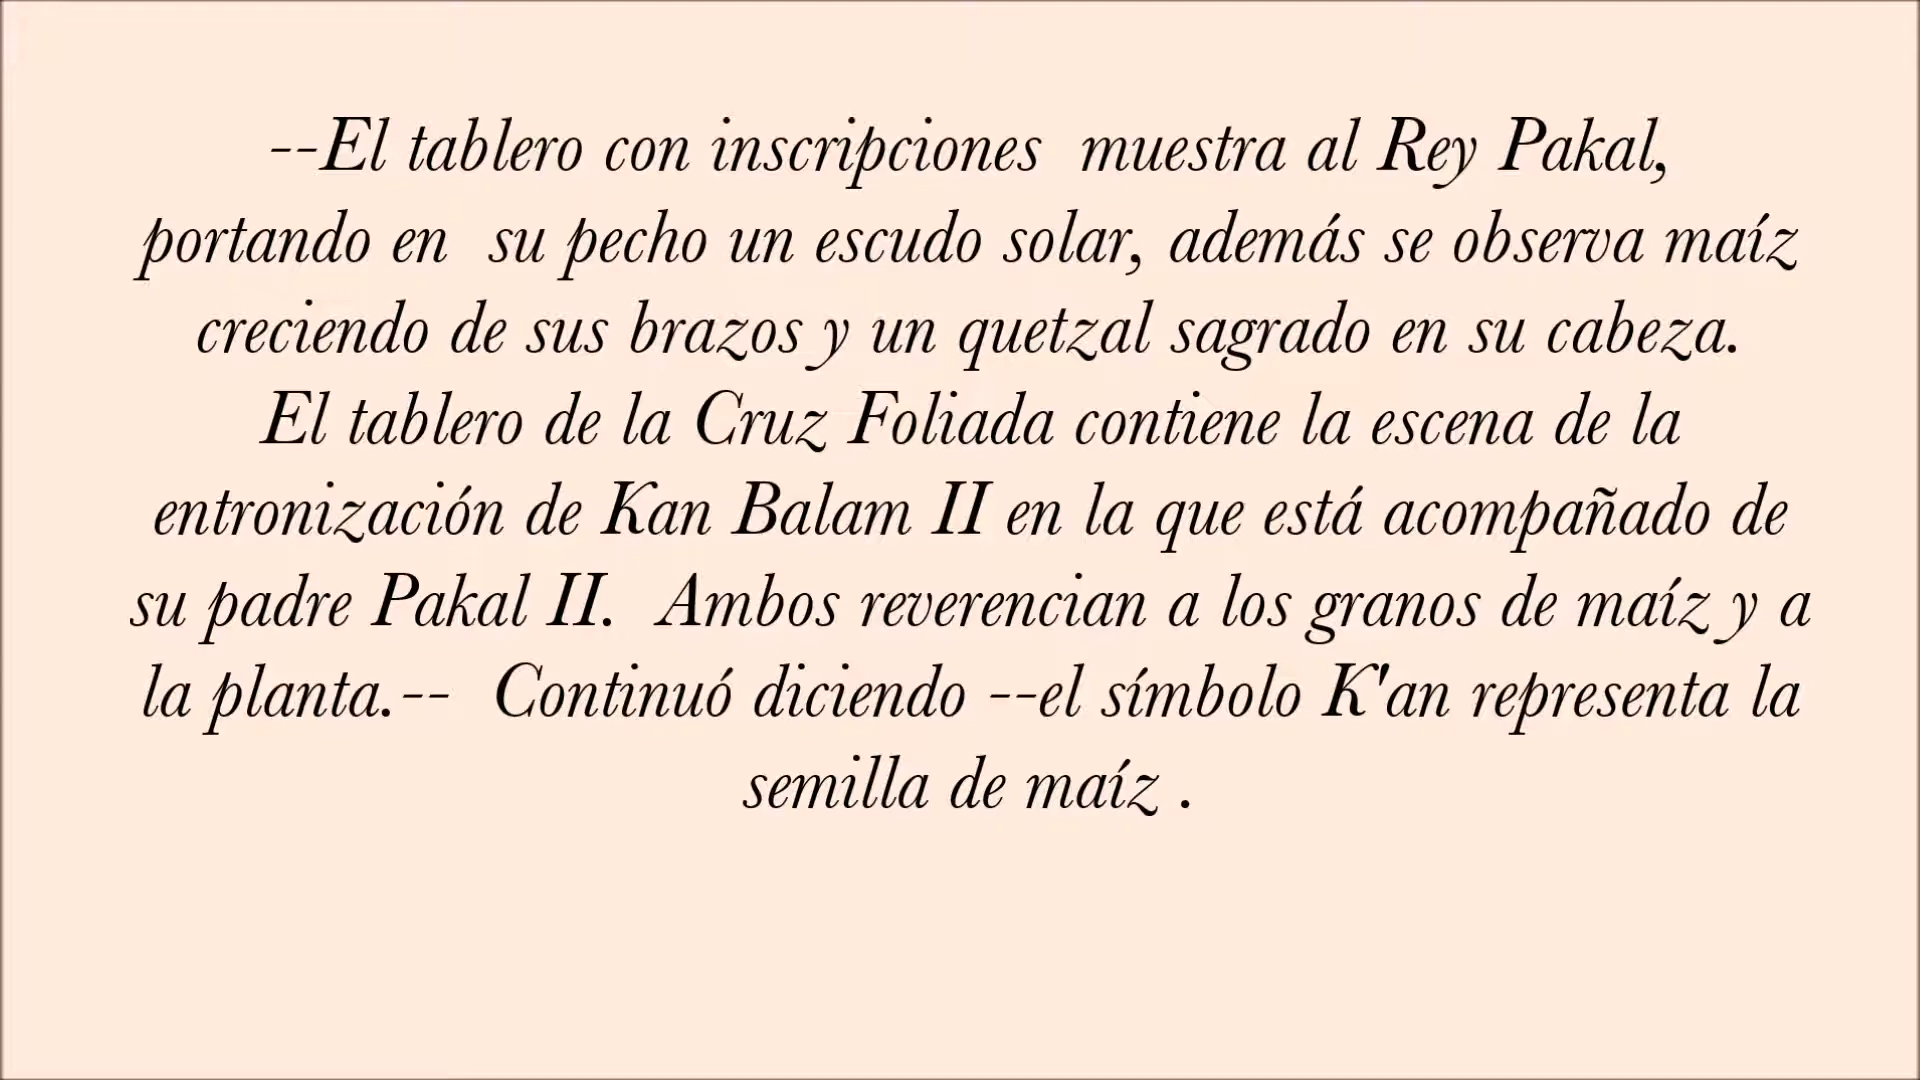 --El tablero con inscripciones  muestra al Rey Pakal,
portando en  su pecho un escudo solar, además se observa maíz
creciendo de sus brazos y un quetzal sagrado en su cabeza.
El tablero de la Cruz Foliada contiene la escena de la
entronización de Kan Balam II en la que está acompañado de
su padre Pakal II.  Ambos reverencian a los granos de maíz y a
la planta.--  Continuó diciendo --el símbolo K'an representa la
semilla de maíz .